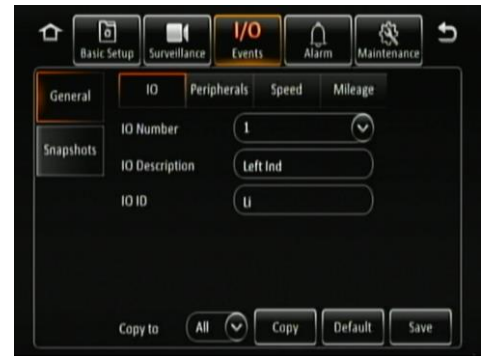 I/O
Basic Setup Surveillance Events Alarm Maintenance
General IO Peripherals Speed Mileage
IO Number 1
Snapshots
IO Description Left Ind
IO ID Li
Copy to All Copy Default Save